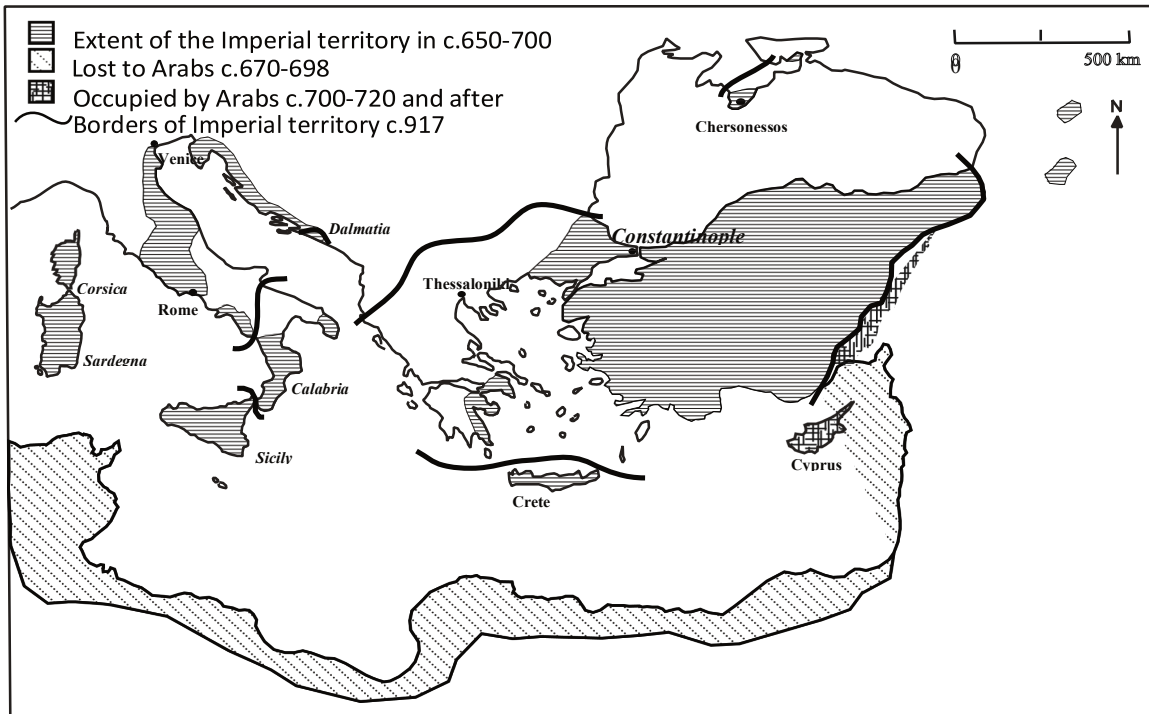 Extent of the Imperial territory in c.650-700
Lost to Arabs c.670-698
Occupied by Arabs c.700-720 and after
Borders of Imperial territory c.917
0
0
500 km
N
Chersonessos
Venice
Dalmatia
Constantinople
Corsica
Thessaloniki
Rome
Sardegna
Calabria
Sicily
Cyprus
Crete